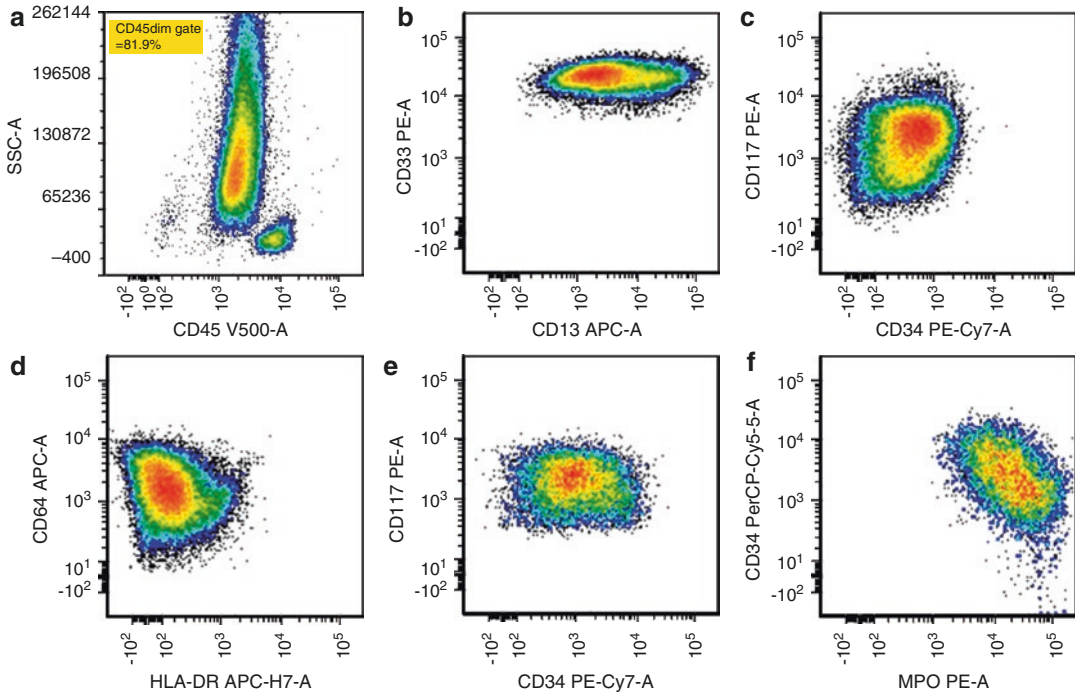 a
CD45dim gate
=81.9%
262144
196508
130872
65236
−400
SSC-A
-10² 0 10² 10³ 10⁴ 10⁵
CD45 V500-A
b
10⁵
10⁴
10³
10¹
-10²
CD33 PE-A
-10² 10² 10³ 10⁴ 10⁵
CD13 APC-A
c
10⁵
10⁴
10³
10¹
-10²
CD117 PE-A
-10² 10² 10³ 10⁴ 10⁵
CD34 PE-Cy7-A
d
10⁵
10⁴
10³
10¹
-10²
CD64 APC-A
-10² 10² 10³ 10⁴ 10⁵
HLA-DR APC-H7-A
e
10⁵
10⁴
10³
10¹
-10²
CD117 PE-A
-10² 10² 10³ 10⁴ 10⁵
CD34 PE-Cy7-A
f
10⁵
10⁴
10³
10¹
-10²
CD34 PerCP-Cy5-5-A
-10² 10² 10³ 10⁴ 10⁵
MPO PE-A